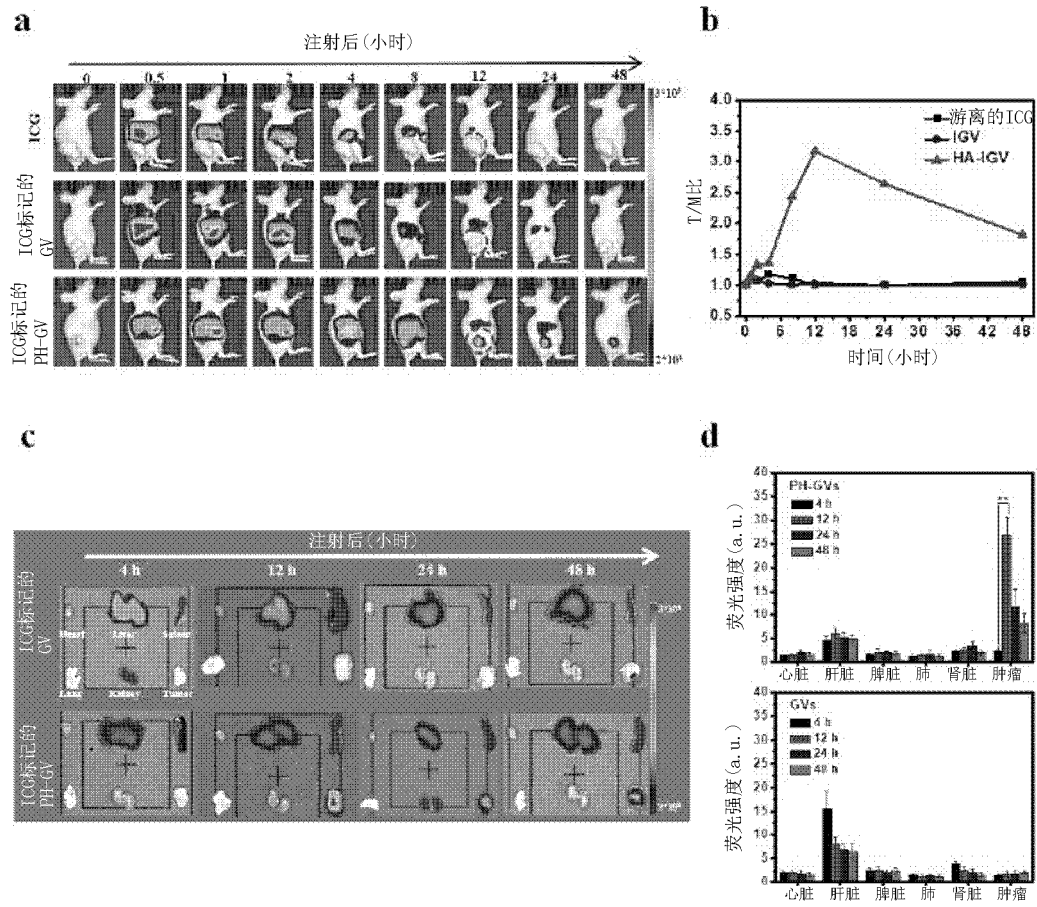 a
注射后(小时)
0 0.5 1 2 4 8 12 24 48
ICG
ICG标记的
GV
ICG标记的
PH-GV
b
T/M比
4.0
3.5
3.0
2.5
2.0
1.5
1.0
0.5
游离的ICG
IGV
HA-IGV
0 6 12 18 24 30 36 42 48
时间(小时)
c
注射后(小时)
4 h 12 h 24 h 48 h
ICG标记的
GV
Heart Liver Spleen
Lung Kidney Tumor
ICG标记的
PH-GV
d
荧光强度(a.u.)
40
35
30
25
20
15
10
5
0
PH-GVs
4 h
12 h
24 h
48 h
**
心脏 肝脏 脾脏 肺 肾脏 肿瘤
荧光强度(a.u.)
40
35
30
25
20
15
10
5
0
GVs
4 h
12 h
24 h
48 h
心脏 肝脏 脾脏 肺 肾脏 肿瘤